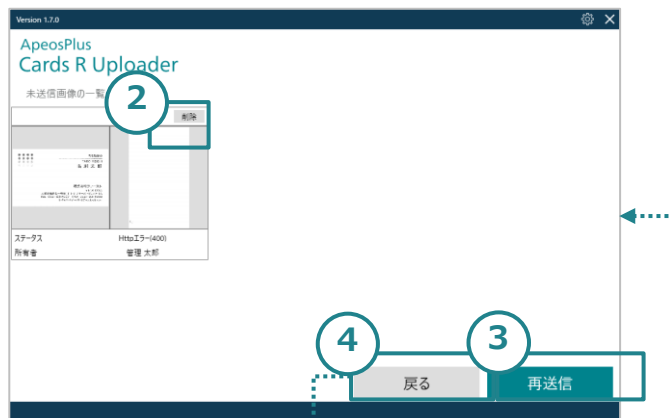 Version 1.7.0
ApeosPlus
Cards R Uploader
未送信画像の一覧
2
削除
ステータス
Httpエラー(400)
所有者
管理 太郎
4
3
戻る
再送信